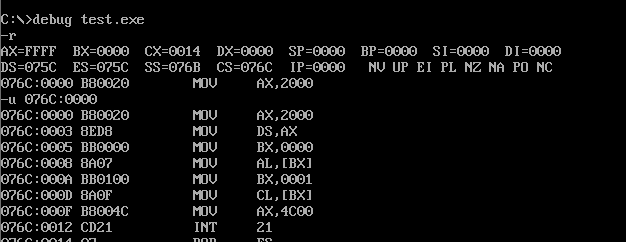 C:\>debug test.exe
-r
AX=FFFF BX=0000 CX=0014 DX=0000 SP=0000 BP=0000 SI=0000 DI=0000
DS=075C ES=075C SS=076B CS=076C IP=0000 NV UP EI PL NZ NA PO NC
076C:0000 B80020 MOV AX,2000
-u 076C:0000
076C:0000 B80020 MOV AX,2000
076C:0003 8ED8 MOV DS,AX
076C:0005 BB0000 MOV BX,0000
076C:0008 8A07 MOV AL,[BX]
076C:000A BB0100 MOV BX,0001
076C:000D 8A0F MOV CL,[BX]
076C:000F B8004C MOV AX,4C00
076C:0012 CD21 INT 21
076C:0014 07 POP ES